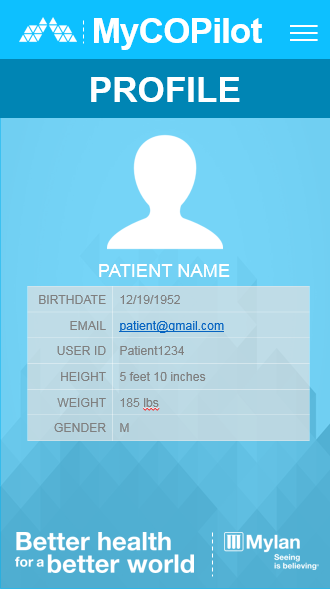 MyCOPilot
PROFILE
PATIENT NAME
BIRTHDATE 12/19/1952
EMAIL patient@gmail.com
USER ID Patient1234
HEIGHT 5 feet 10 inches
WEIGHT 185 lbs
GENDER M
Better health
for a better world
Mylan
Seeing
is believing